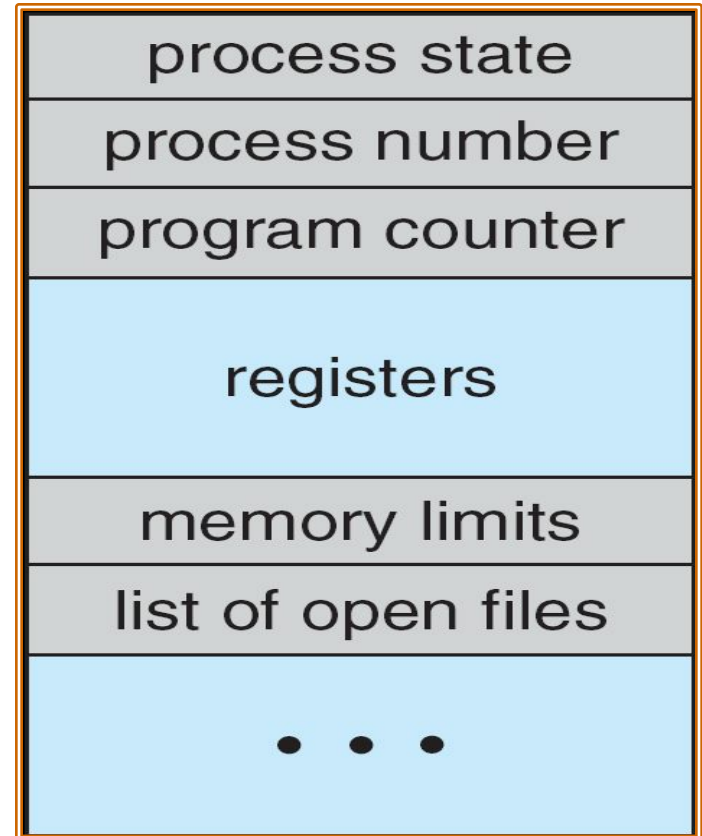 process state
process number
program counter
registers
memory limits
list of open files
• • •